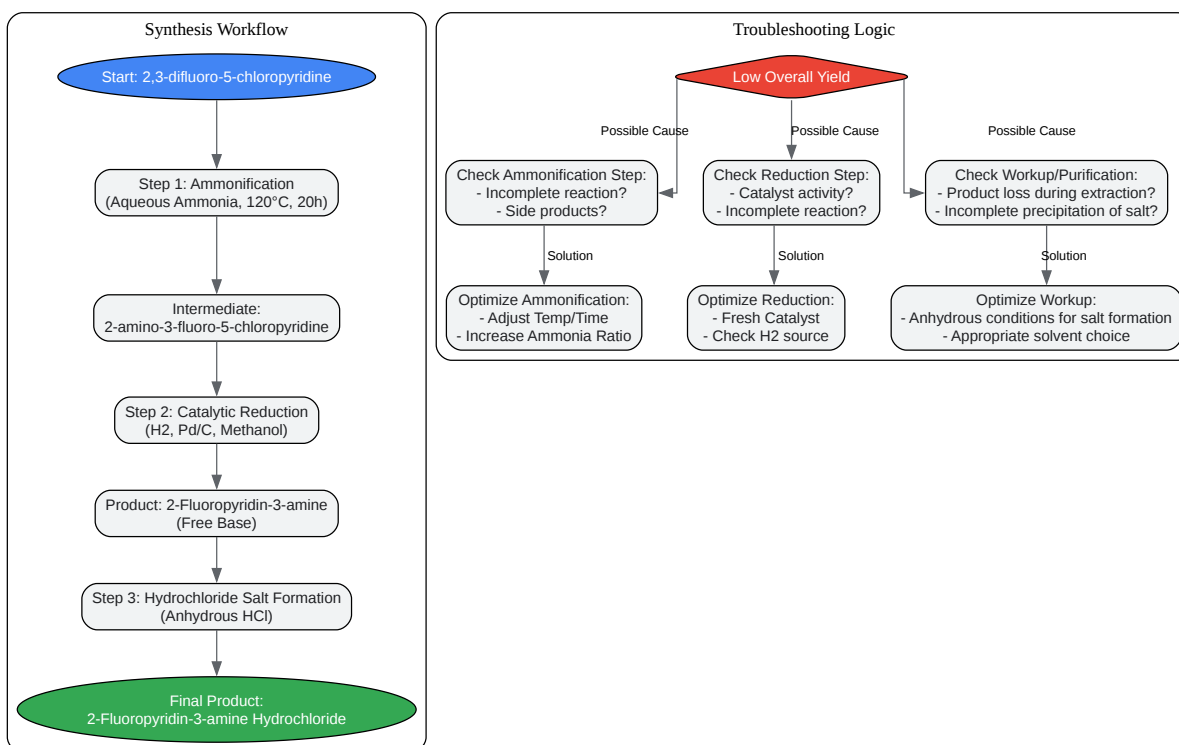 Synthesis Workflow
Start: 2,3-difluoro-5-chloropyridine
Step 1: Ammonification
(Aqueous Ammonia, 120°C, 20h)
Intermediate:
2-amino-3-fluoro-5-chloropyridine
Step 2: Catalytic Reduction
(H2, Pd/C, Methanol)
Product: 2-Fluoropyridin-3-amine
(Free Base)
Step 3: Hydrochloride Salt Formation
(Anhydrous HCl)
Final Product:
2-Fluoropyridin-3-amine Hydrochloride
Troubleshooting Logic
Low Overall Yield
Possible Cause
Possible Cause
Possible Cause
Check Ammonification Step:
- Incomplete reaction?
- Side products?
Check Reduction Step:
- Catalyst activity?
- Incomplete reaction?
Check Workup/Purification:
- Product loss during extraction?
- Incomplete precipitation of salt?
Solution
Solution
Solution
Optimize Ammonification:
- Adjust Temp/Time
- Increase Ammonia Ratio
Optimize Reduction:
- Fresh Catalyst
- Check H2 source
Optimize Workup:
- Anhydrous conditions for salt formation
- Appropriate solvent choice